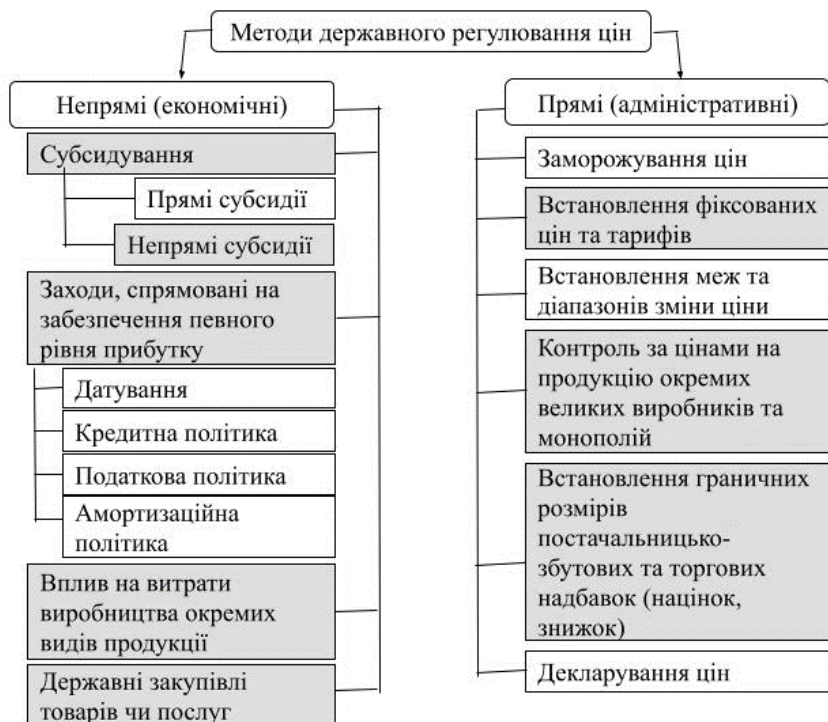 Методи державного регулювання цін
Непрямі (економічні)
Субсидування
Прямі субсидії
Непрямі субсидії
Заходи, спрямовані на
забезпечення певного
рівня прибутку
Датування
Кредитна політика
Податкова політика
Амортизаційна
політика
Вплив на витрати
виробництва окремих
видів продукції
Державні закупівлі
товарів чи послуг
Прямі (адміністративні)
Заморожування цін
Встановлення фіксованих
цін та тарифів
Встановлення меж та
діапазонів зміни ціни
Контроль за цінами на
продукцію окремих
великих виробників та
монополій
Встановлення граничних
розмірів
постачальницько-
збутових та торгових
надбавок (націнок,
знижок)
Декларування цін